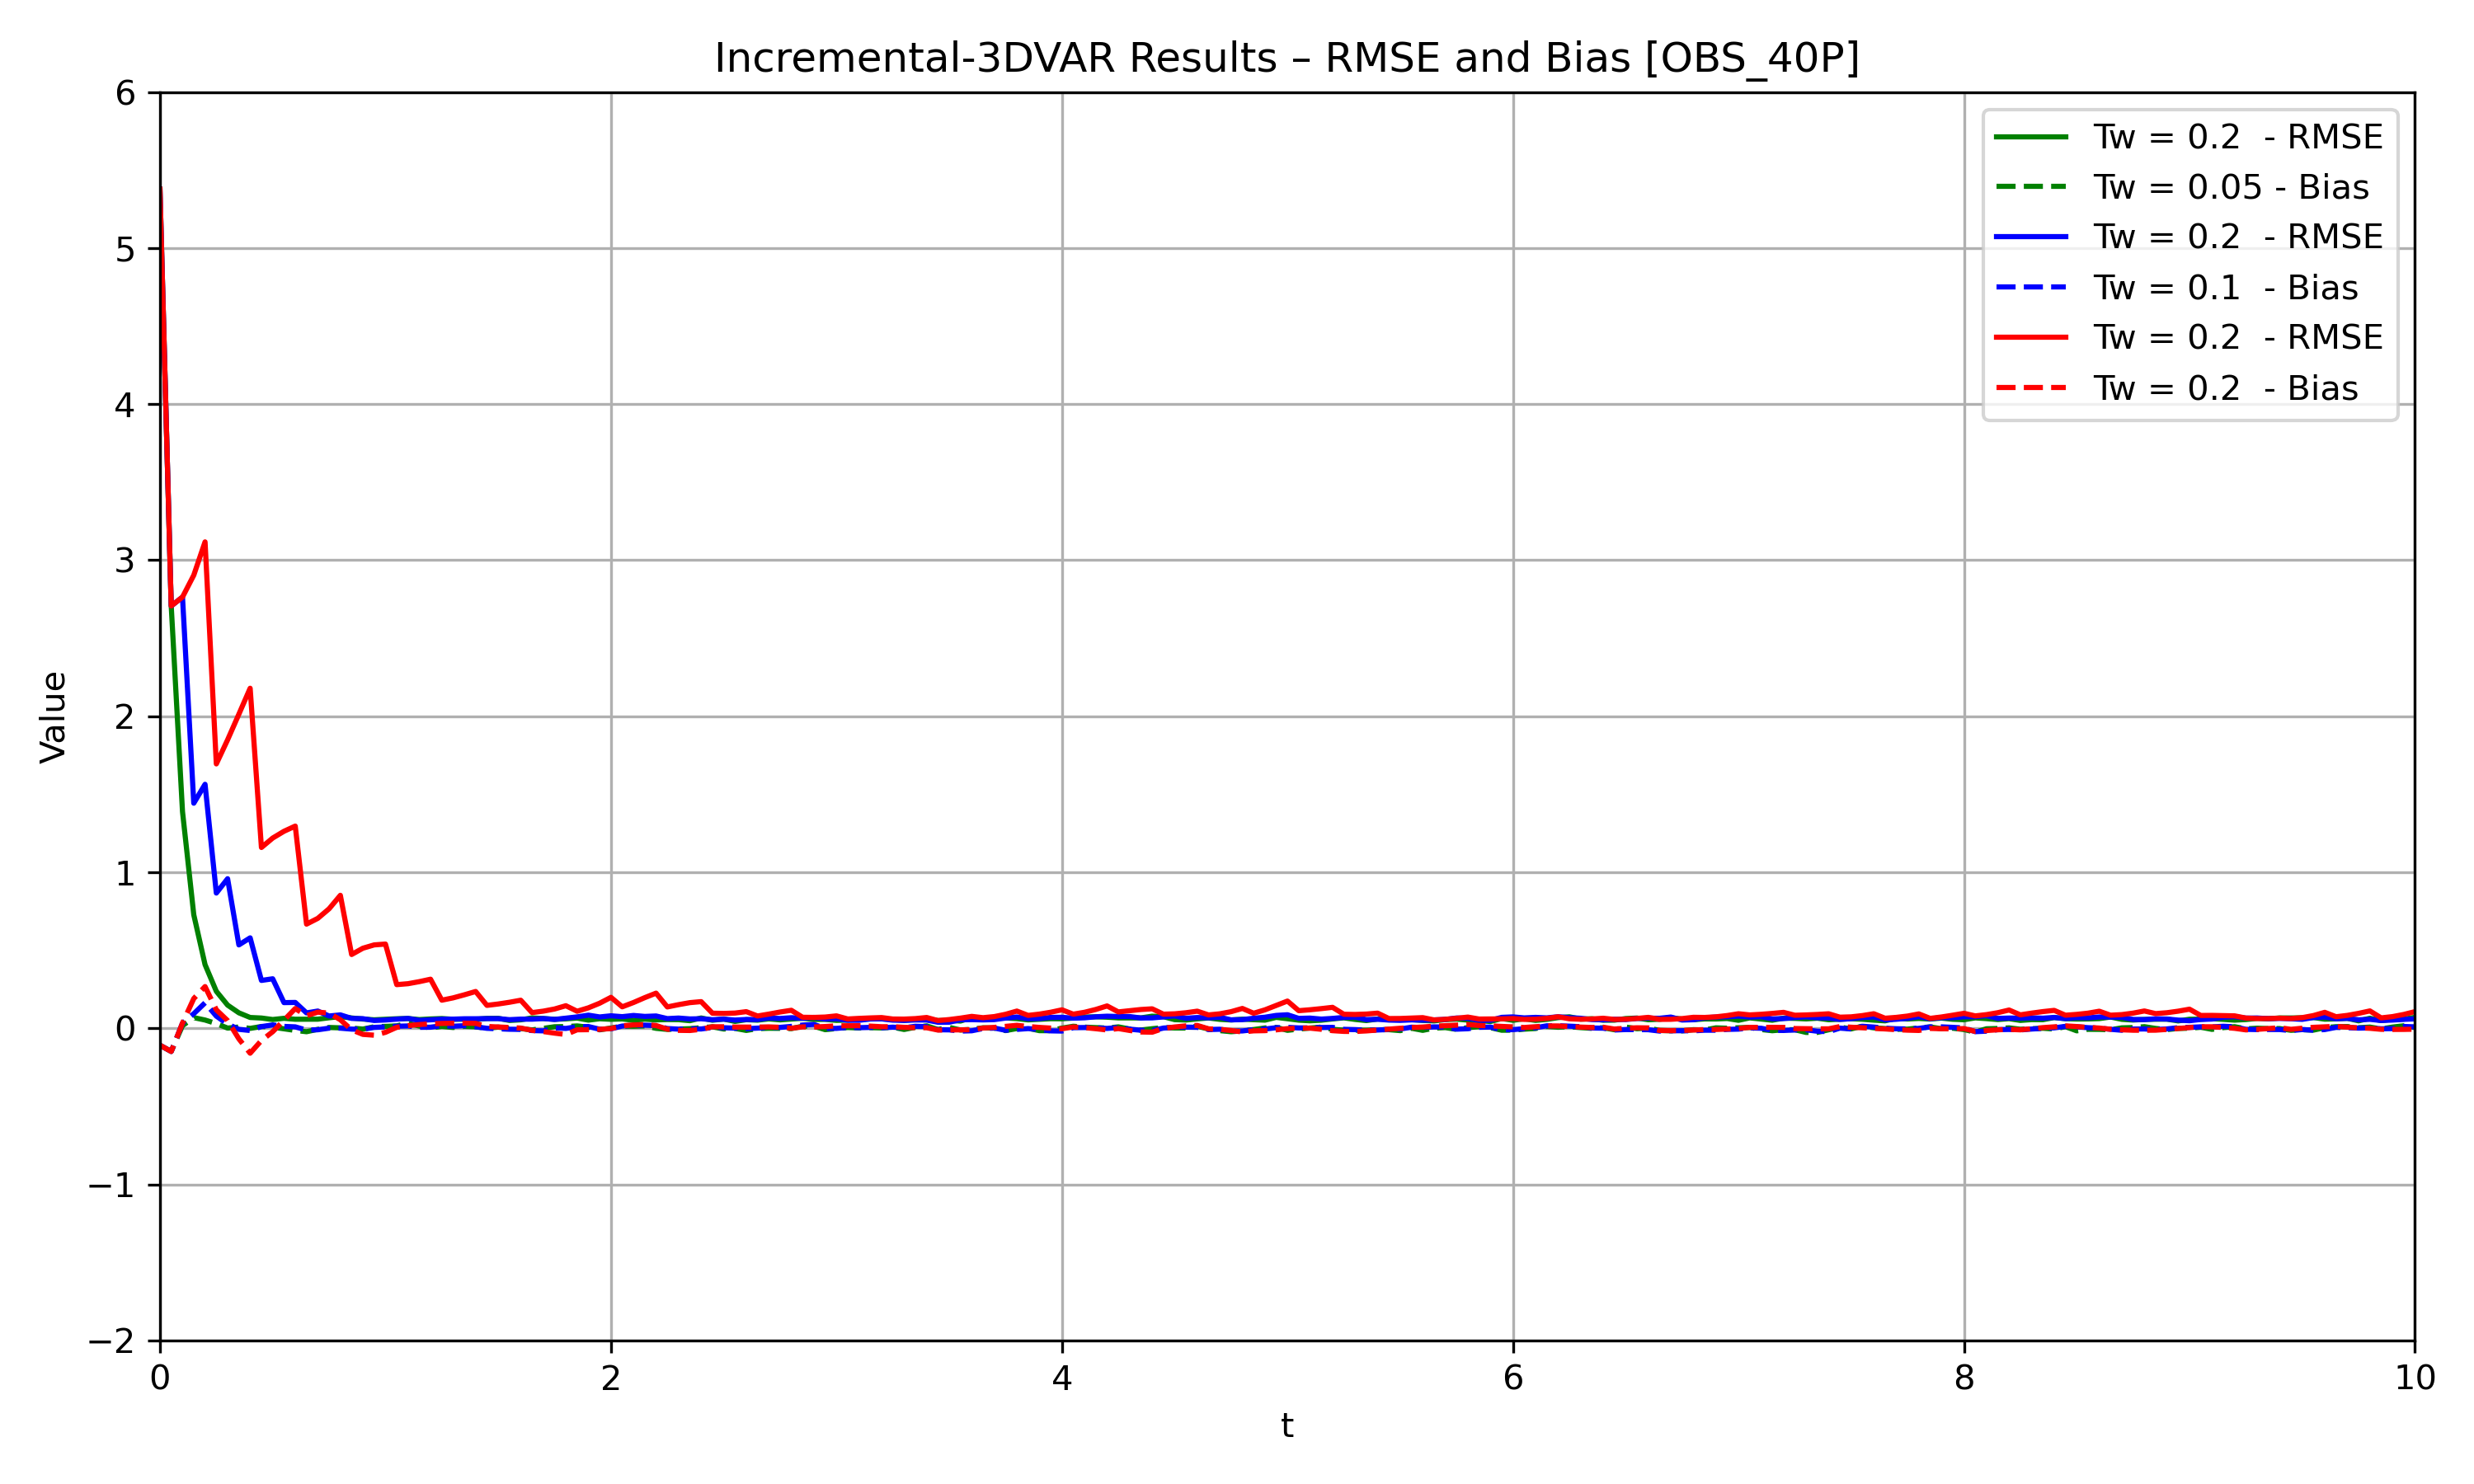 Incremental-3DVAR Results – RMSE and Bias [OBS_40P]
6
5
4
3
2
1
0
−1
−2
Value
Tw = 0.2  - RMSE
Tw = 0.05 - Bias
Tw = 0.2  - RMSE
Tw = 0.1  - Bias
Tw = 0.2  - RMSE
Tw = 0.2  - Bias
0 2 4 6 8 10
t